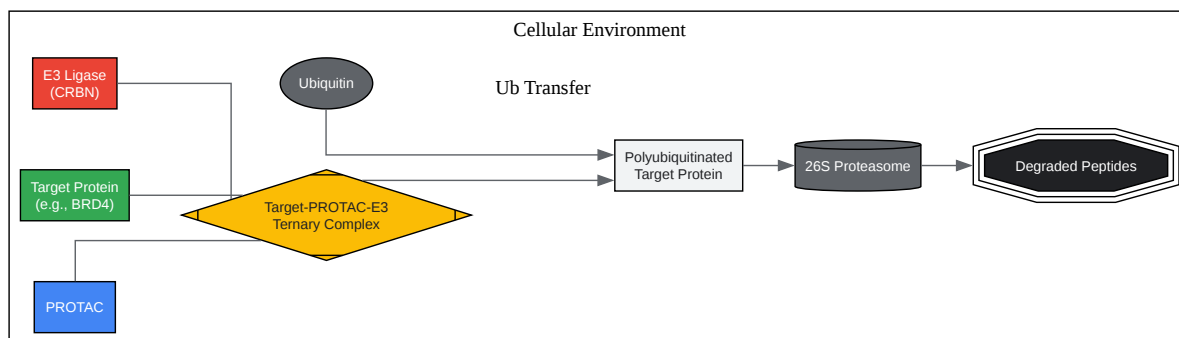 Cellular Environment
E3 Ligase
(CRBN)
Ubiquitin
Ub Transfer
Target Protein
(e.g., BRD4)
Target-PROTAC-E3
Ternary Complex
Polyubiquitinated
Target Protein
26S Proteasome
Degraded Peptides
PROTAC